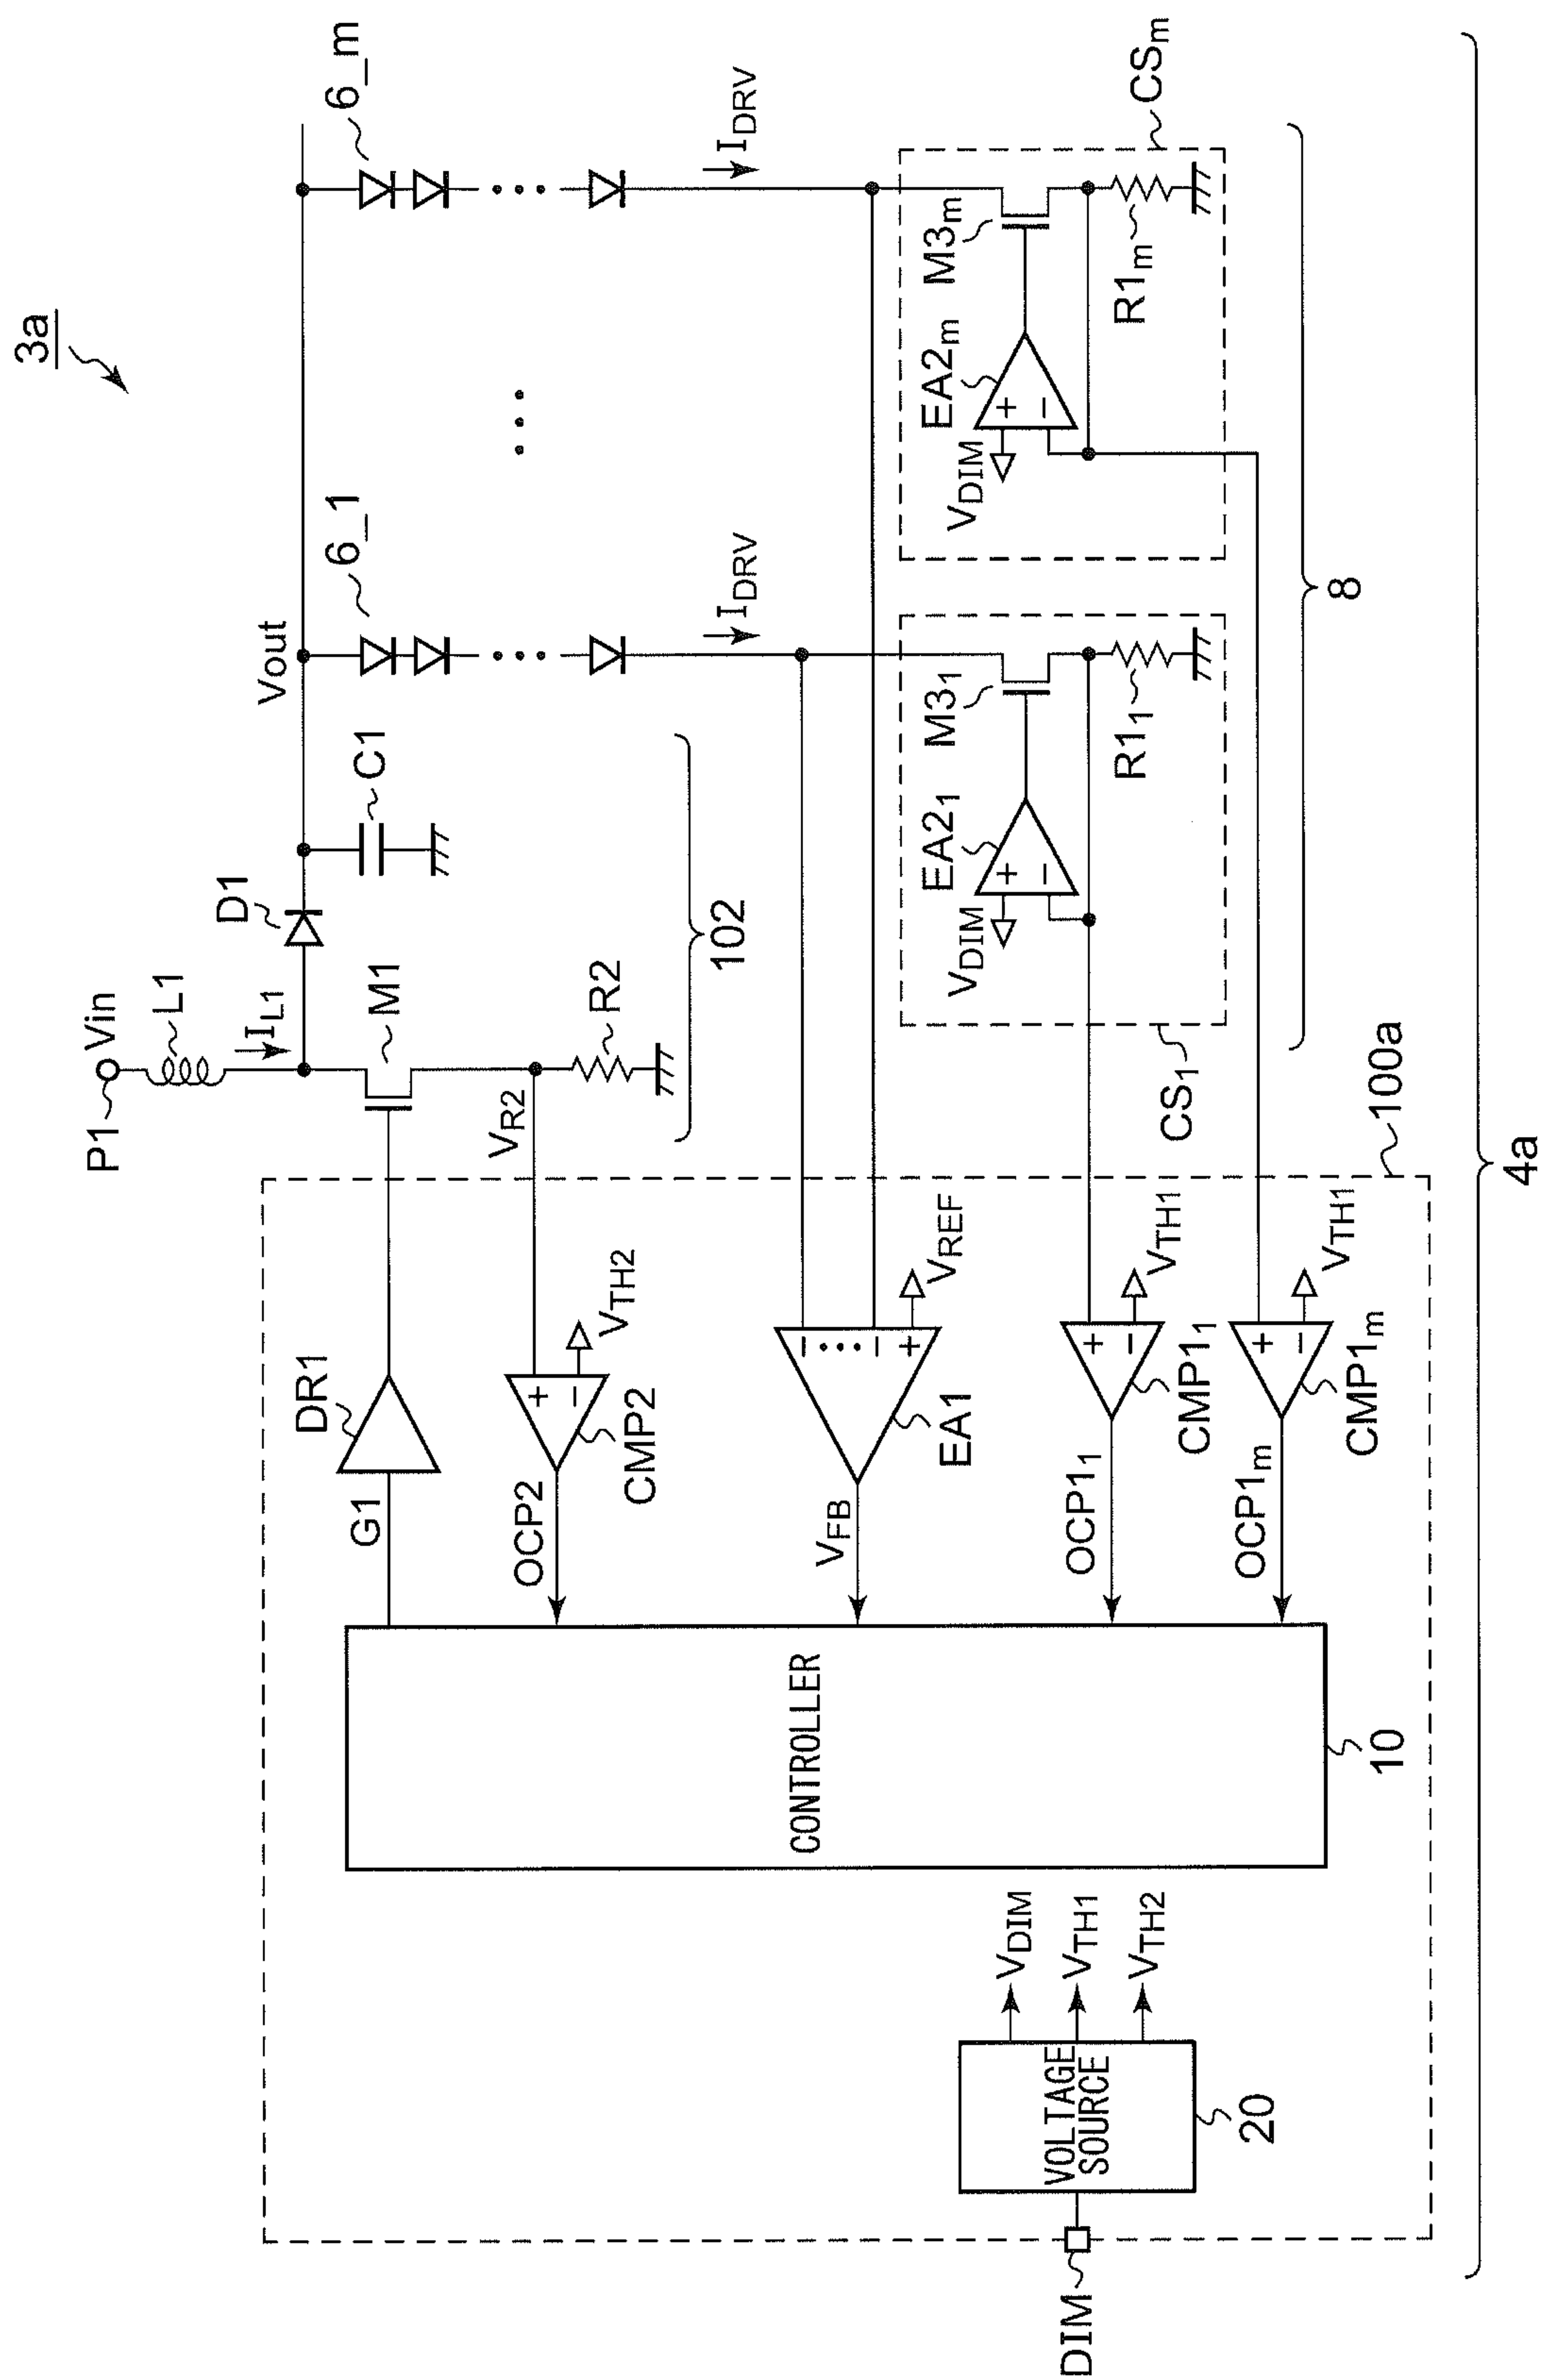 3a
P1
Vin
L1
I_L1
D1
Vout
C1
M1
R2
V_R2
102
6_1
6_m
I_DRV
I_DRV
DR1
G1
V_TH2
CMP2
OCP2
V_REF
EA1
V_FB
V_DIM
+
−
EA2_1
M3_1
R1_1
CS_1
V_DIM
+
−
EA2_m
M3_m
R1_m
CS_m
8
+
−
−
−
+
+
−
V_TH1
CMP1_1
OCP1_1
+
−
V_TH1
CMP1_m
OCP1_m
CONTROLLER
10
DIM
VOLTAGE
SOURCE
20
V_DIM
V_TH1
V_TH2
100a
4a